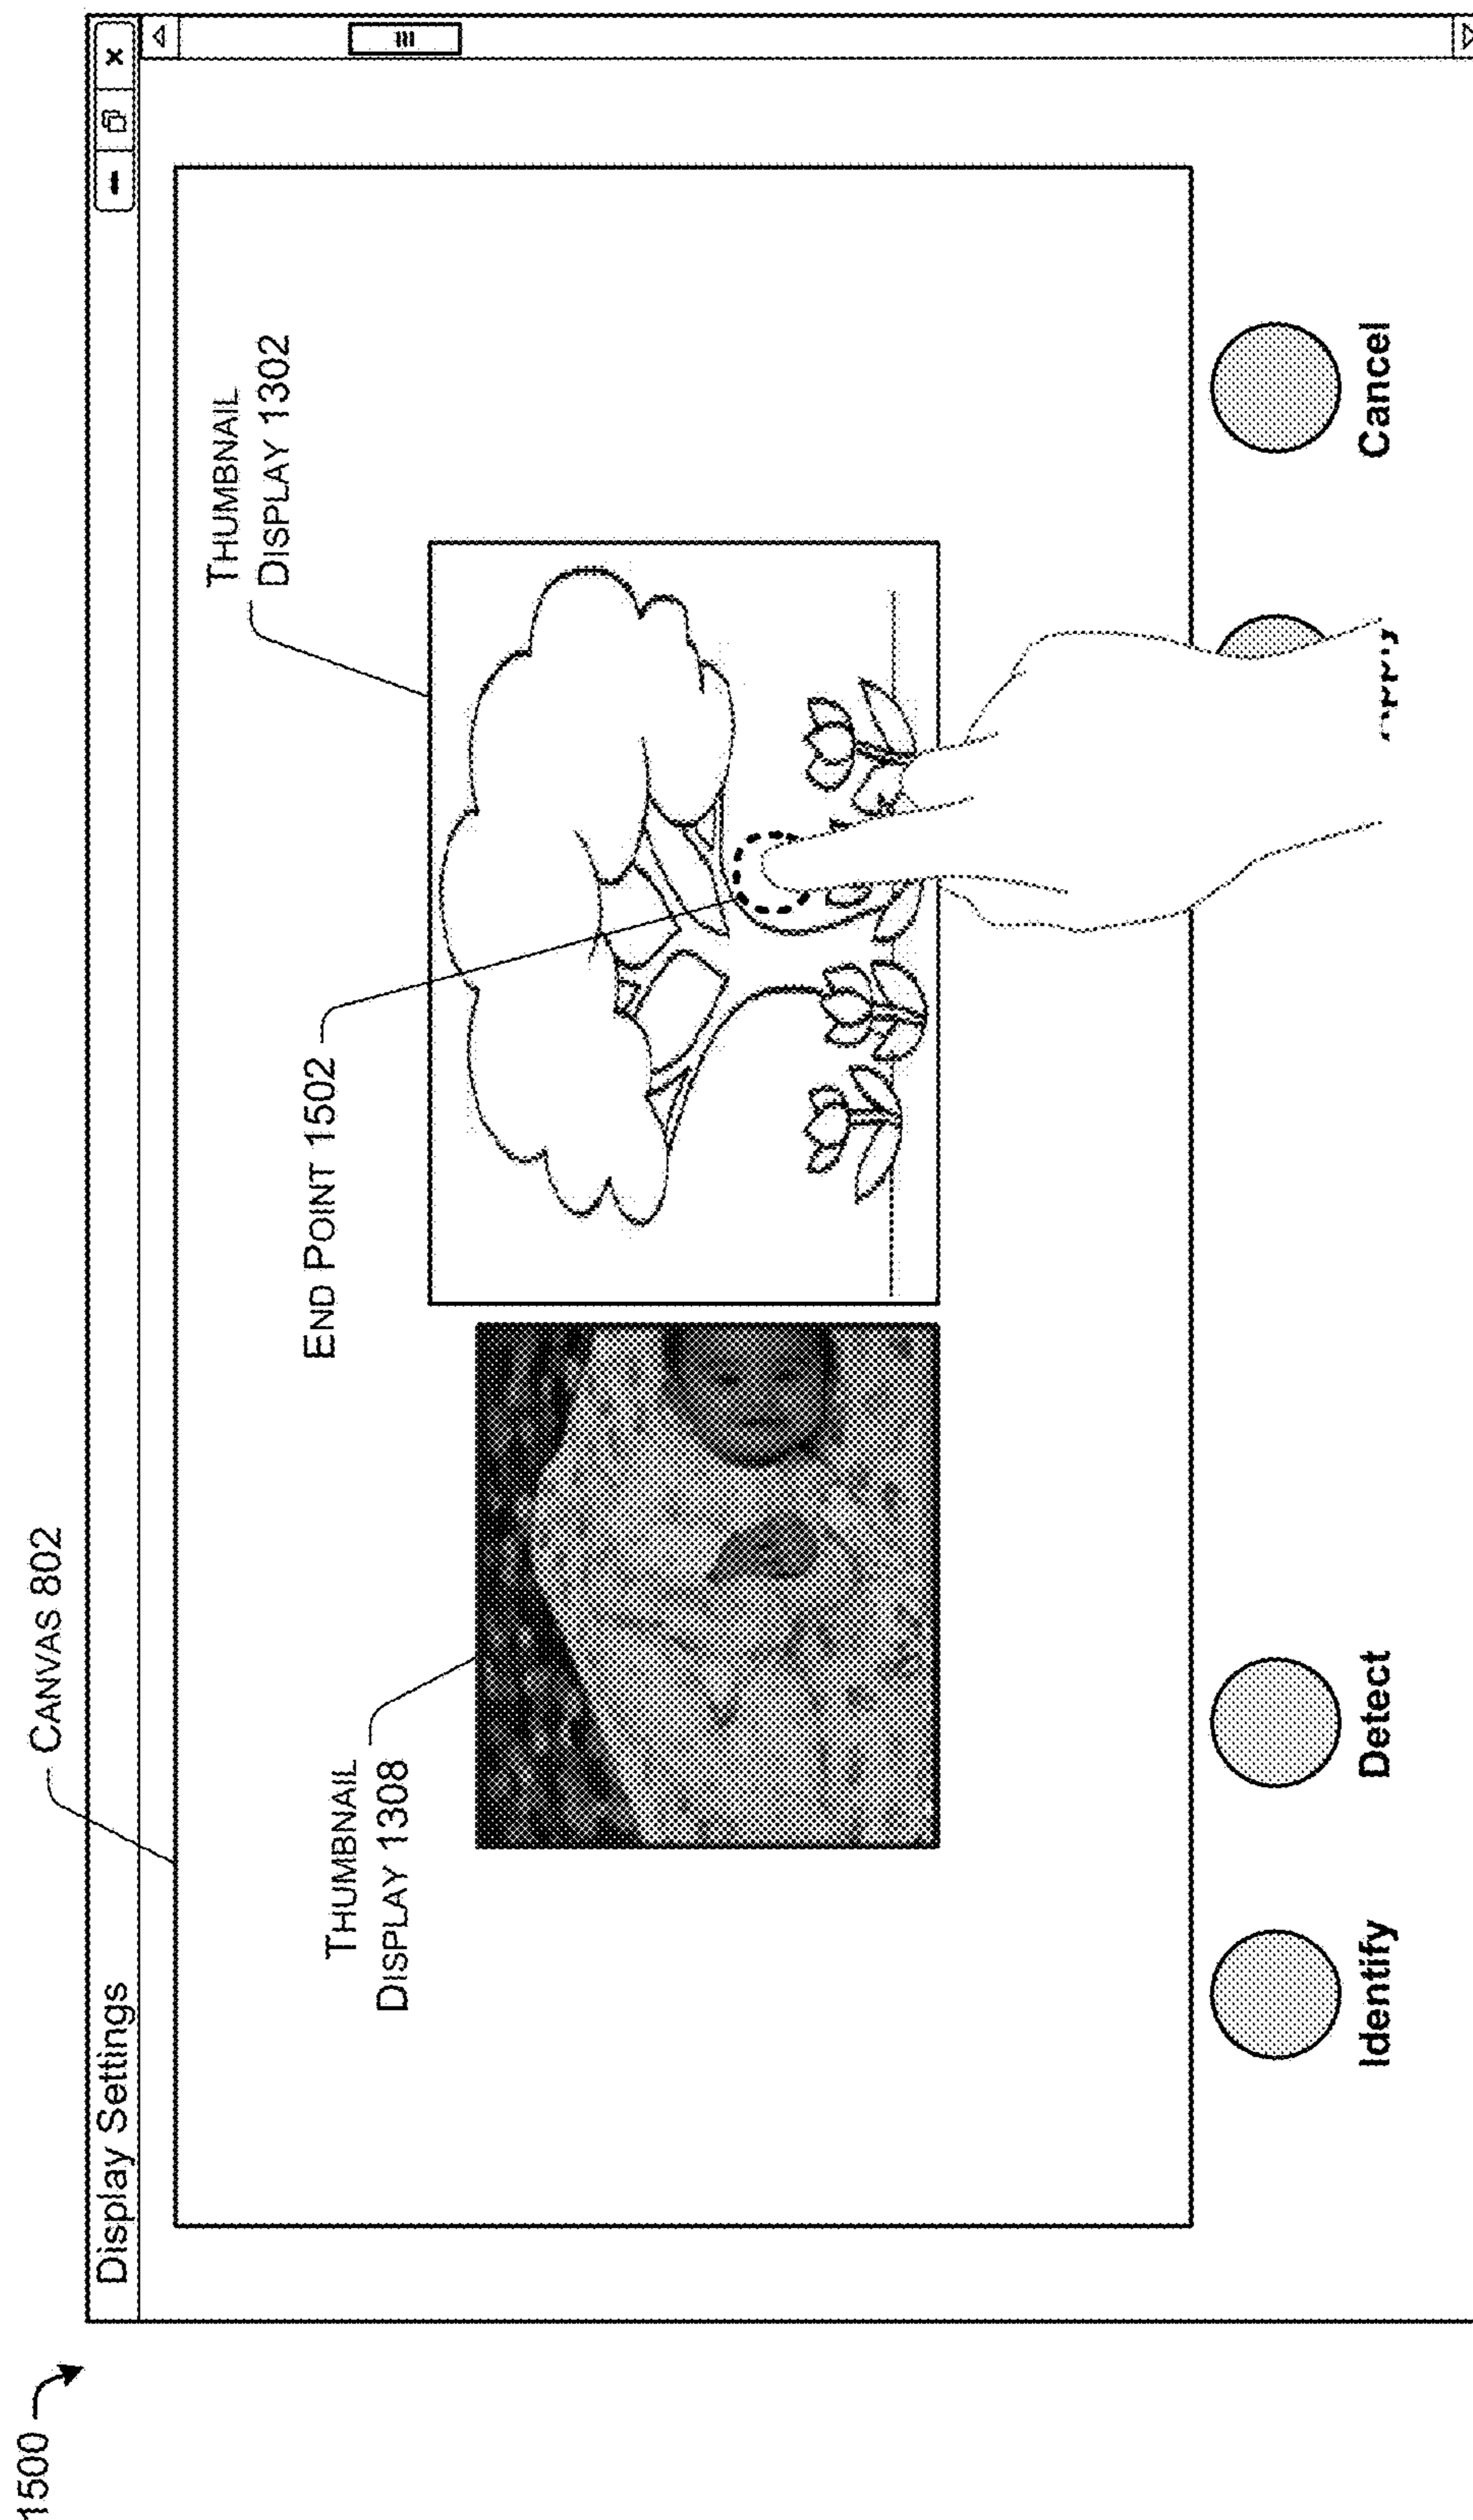 1500
CANVAS 802
Display Settings
THUMBNAIL
DISPLAY 1302
END POINT 1502
THUMBNAIL
DISPLAY 1308
Identify
Detect
Cancel